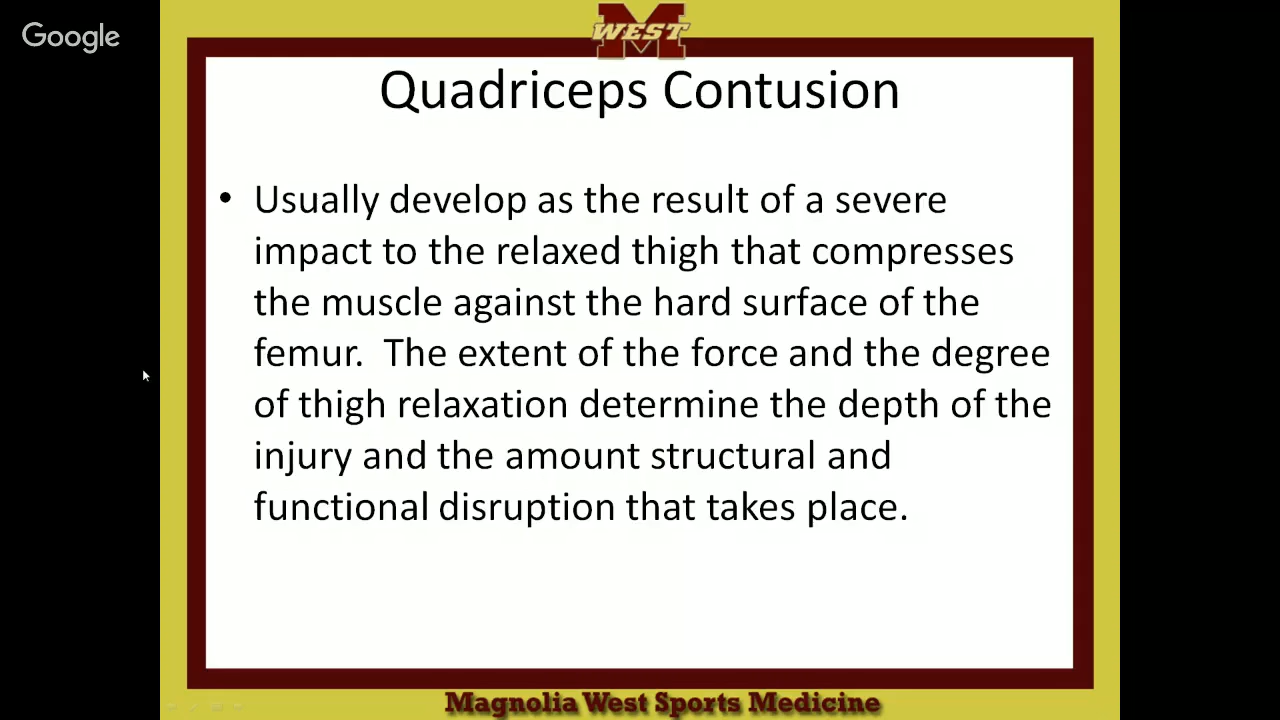 Google
M
WEST
Quadriceps Contusion
• Usually develop as the result of a severe
impact to the relaxed thigh that compresses
the muscle against the hard surface of the
femur.  The extent of the force and the degree
of thigh relaxation determine the depth of the
injury and the amount structural and
functional disruption that takes place.
Magnolia West Sports Medicine